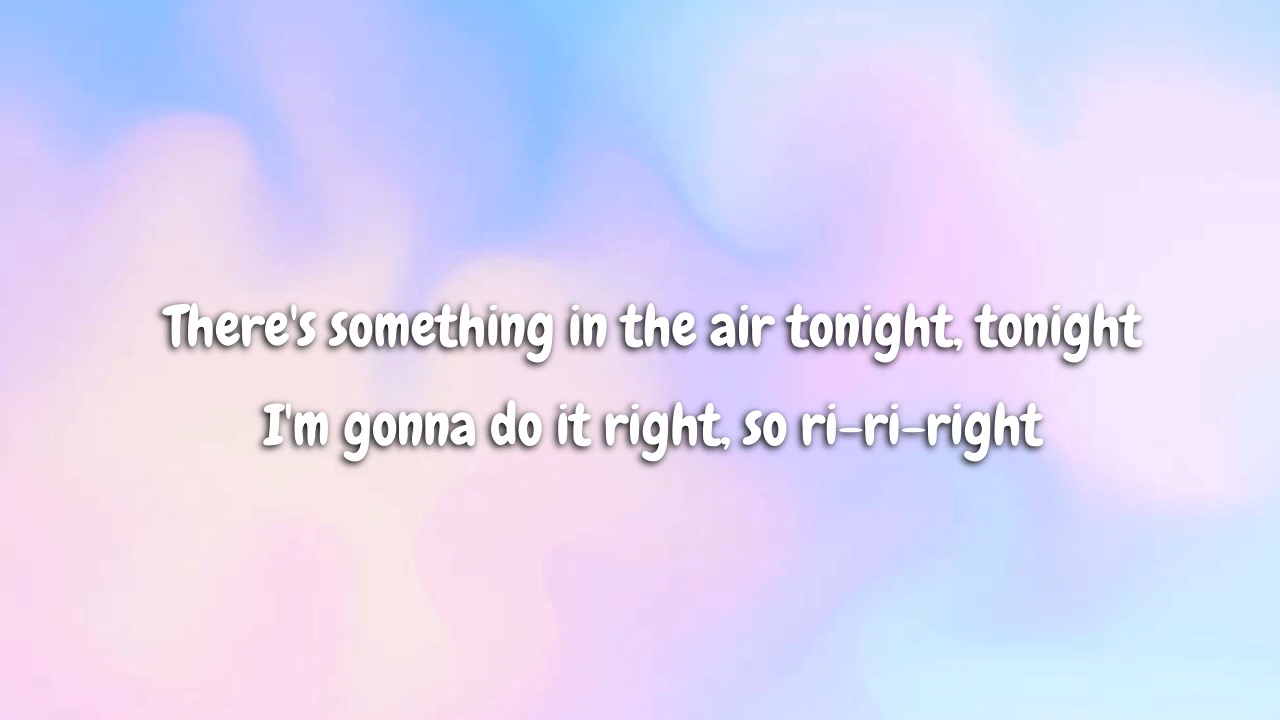 There's something in the air tonight, tonight
I'm gonna do it right, so ri-ri-right